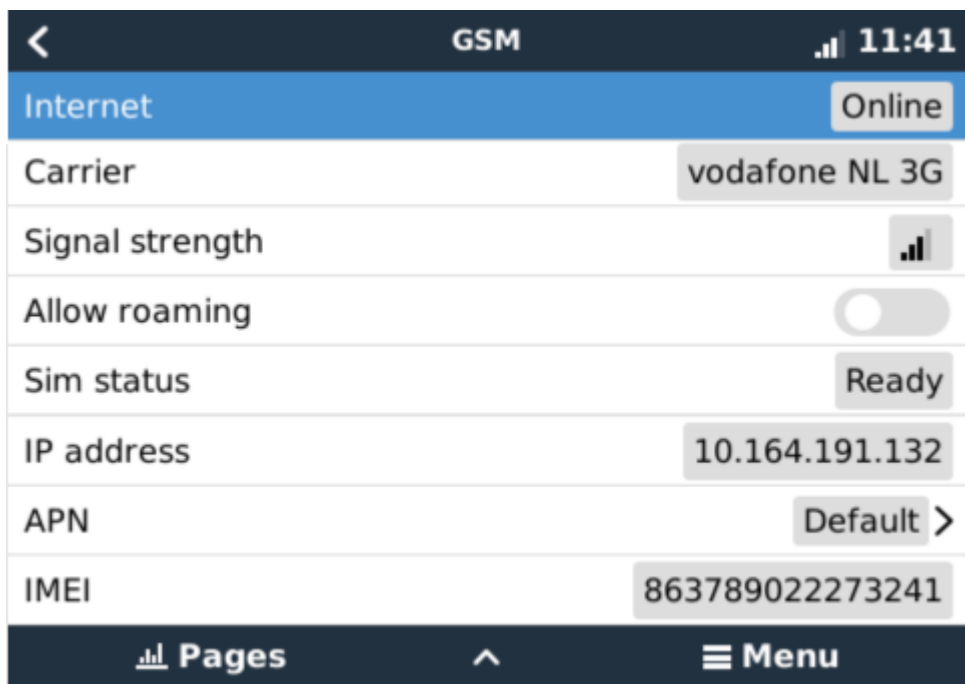 GSM 11:41
Internet Online
Carrier vodafone NL 3G
Signal strength
Allow roaming
Sim status Ready
IP address 10.164.191.132
APN Default
IMEI 863789022273241
Pages Menu